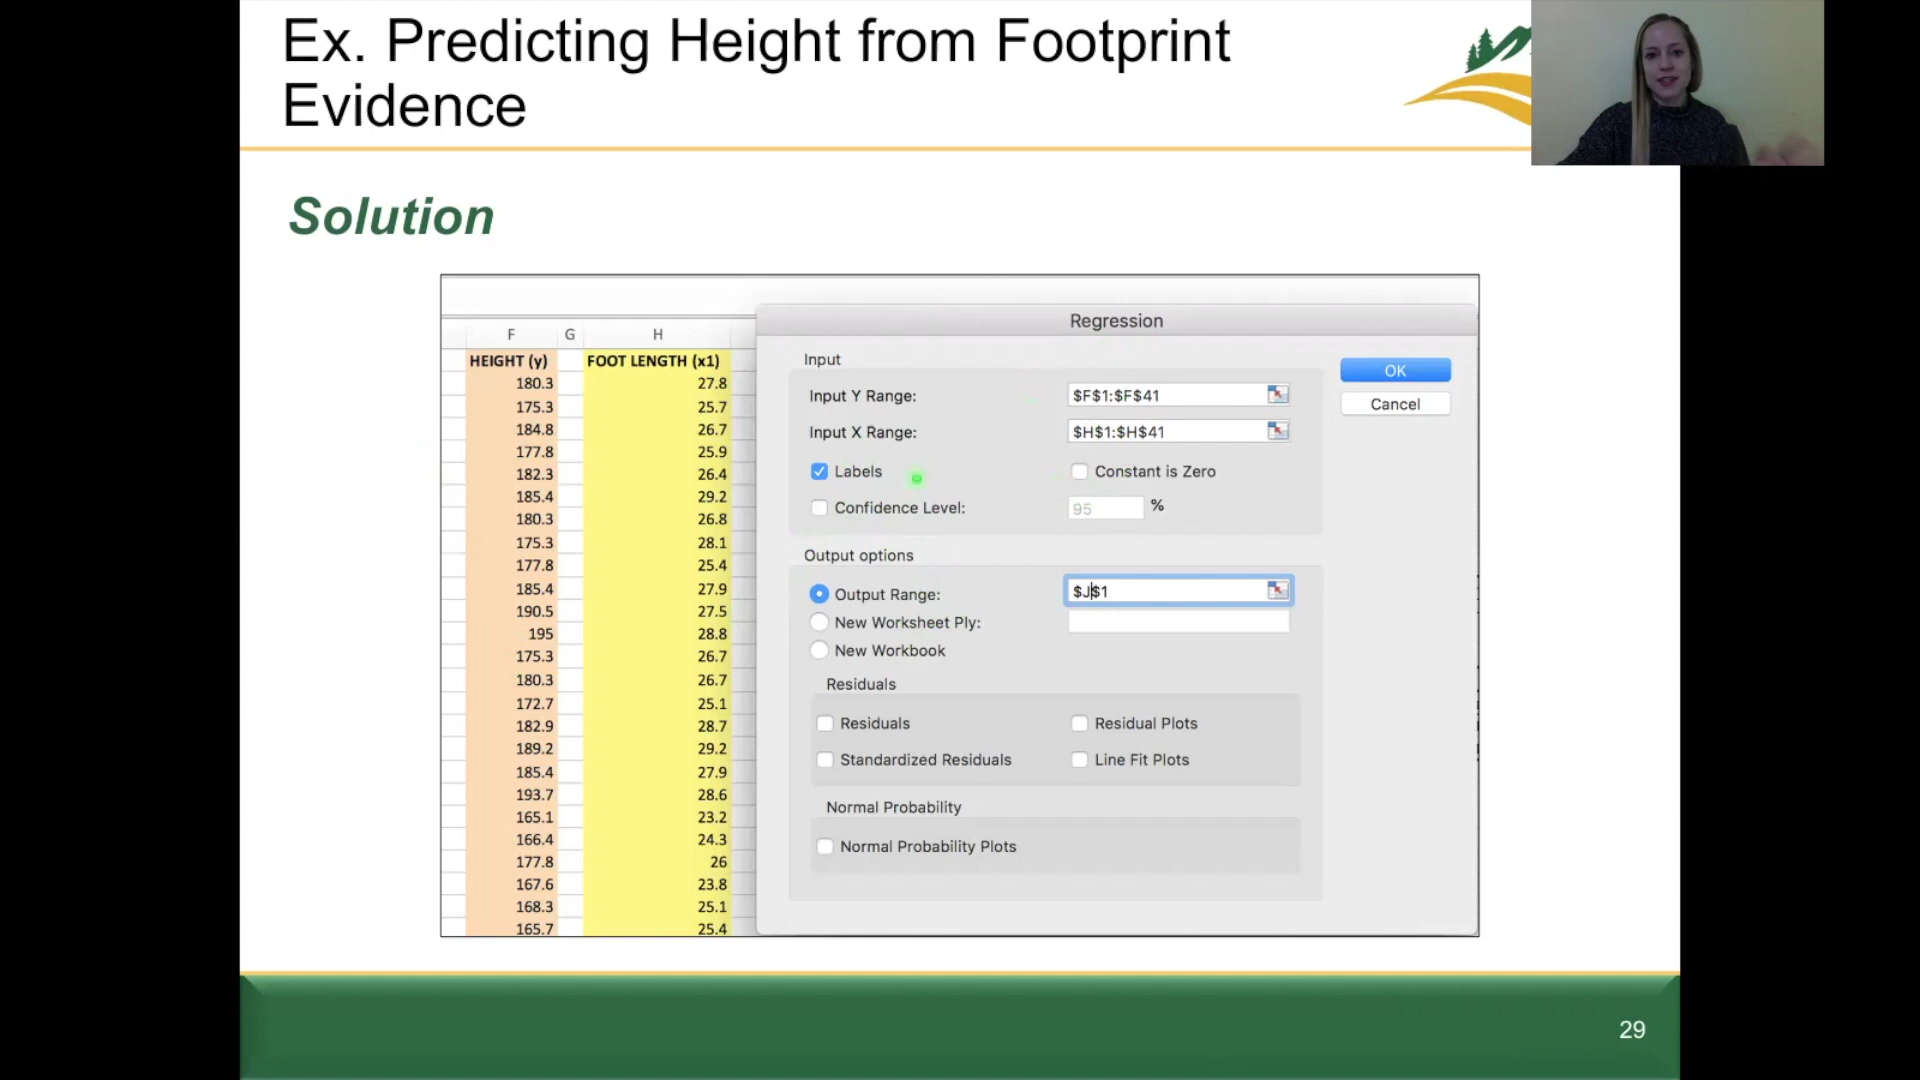 Ex. Predicting Height from Footprint
Evidence
Solution
Regression
F G H
HEIGHT (y) FOOT LENGTH (x1)
180.3 27.8
175.3 25.7
184.8 26.7
177.8 25.9
182.3 26.4
185.4 29.2
180.3 26.8
175.3 28.1
177.8 25.4
185.4 27.9
190.5 27.5
195 28.8
175.3 26.7
180.3 26.7
172.7 25.1
182.9 28.7
189.2 29.2
185.4 27.9
193.7 28.6
165.1 23.2
166.4 24.3
177.8 26
167.6 23.8
168.3 25.1
165.7 25.4
Input
Input Y Range: $F$1:$F$41
Input X Range: $H$1:$H$41
Labels Constant is Zero
Confidence Level: 95 %
OK
Cancel
Output options
Output Range: $J$1
New Worksheet Ply:
New Workbook
Residuals
Residuals Residual Plots
Standardized Residuals Line Fit Plots
Normal Probability
Normal Probability Plots
29